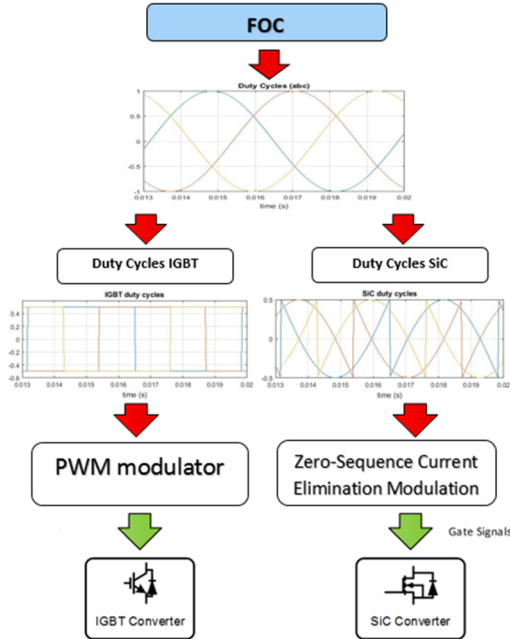 FOC
Duty Cycles (abc)
1
0.5
0
-0.5
-1
0.013 0.014 0.015 0.016 0.017 0.018 0.019 0.02
time (s)
Duty Cycles IGBT
Duty Cycles SiC
IGBT duty cycles
0.4
0.2
0
-0.2
-0.4
-0.6
0.013 0.014 0.015 0.016 0.017 0.018 0.019 0.02
time (s)
SiC duty cycles
0.5
0
-0.5
0.013 0.014 0.015 0.016 0.017 0.018 0.019 0.02
time (s)
PWM modulator
Zero-Sequence Current
Elimination Modulation
Gate Signals
IGBT Converter
SiC Converter